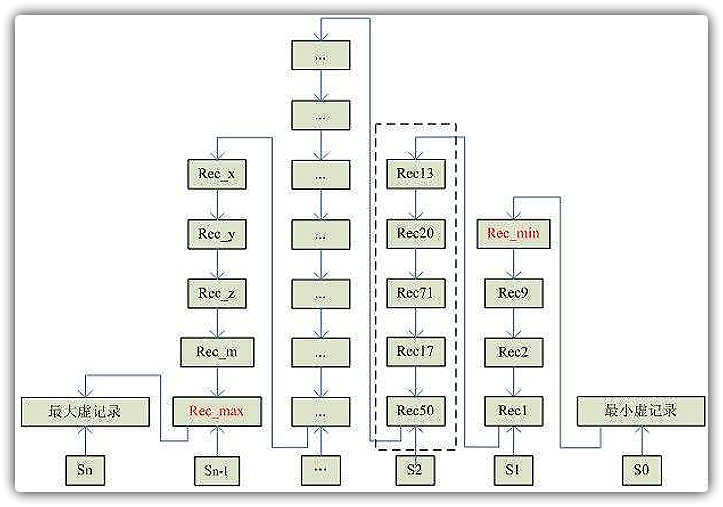 ...
...
Rec_x
...
Rec13
Rec_y
...
Rec20
Rec_min
Rec_z
...
Rec71
Rec9
Rec_m
...
Rec17
Rec2
最大虚记录
Rec_max
...
Rec50
Rec1
最小虚记录
Sn
Sn-1
...
S2
S1
S0